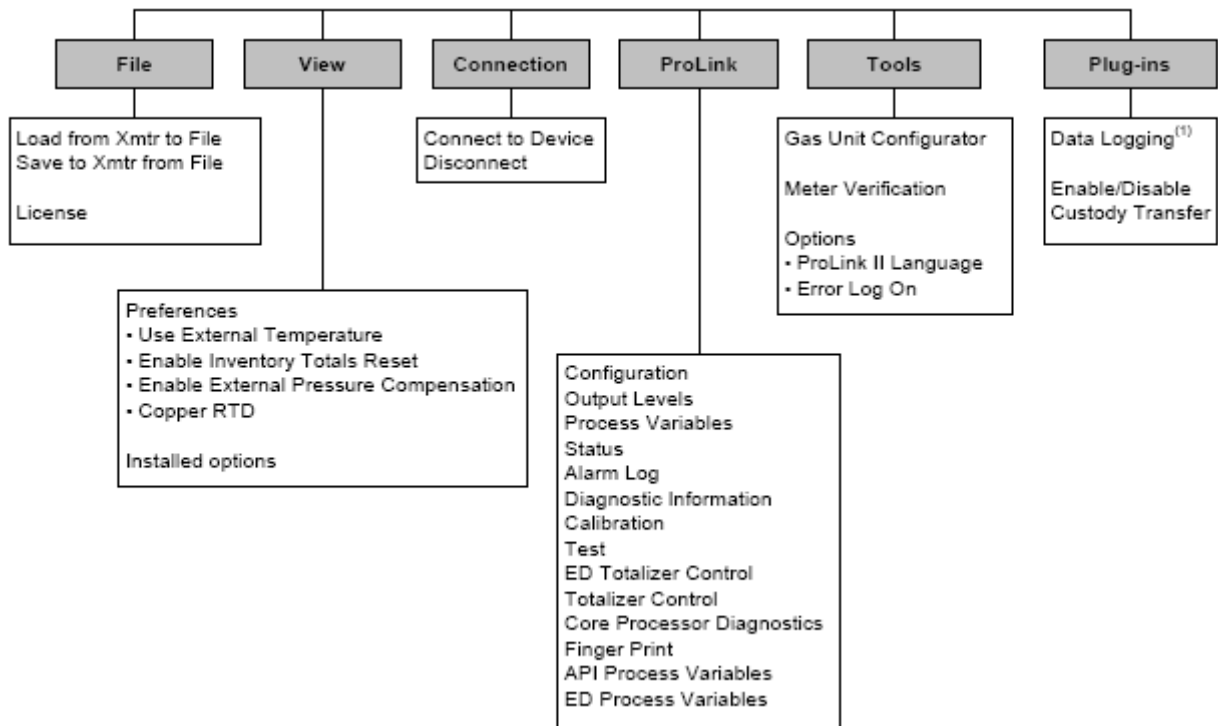 File
View
Connection
ProLink
Tools
Plug-ins
Load from Xmtr to File
Save to Xmtr from File
License
Preferences
• Use External Temperature
• Enable Inventory Totals Reset
• Enable External Pressure Compensation
• Copper RTD
Installed options
Connect to Device
Disconnect
Configuration
Output Levels
Process Variables
Status
Alarm Log
Diagnostic Information
Calibration
Test
ED Totalizer Control
Totalizer Control
Core Processor Diagnostics
Finger Print
API Process Variables
ED Process Variables
Gas Unit Configurator
Meter Verification
Options
• ProLink II Language
• Error Log On
Data Logging(1)
Enable/Disable
Custody Transfer